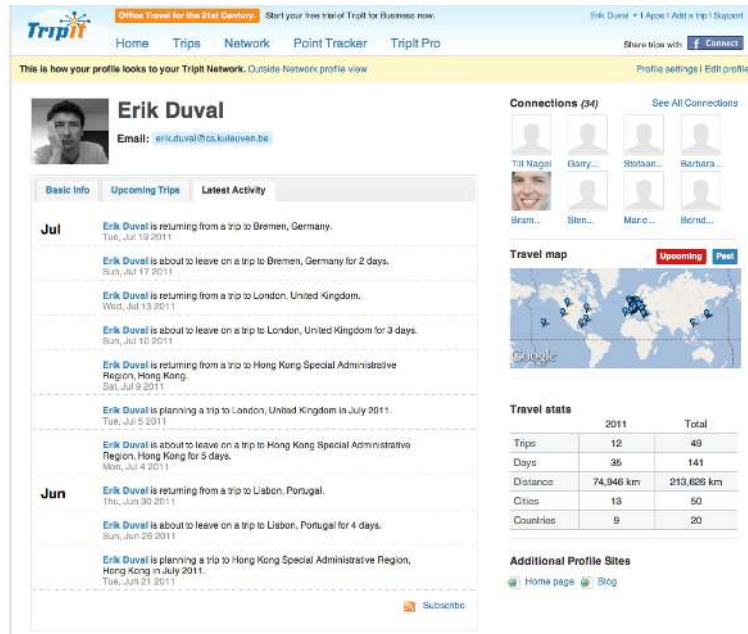 TripIt
Office Travel for the 21st Century. Start your free trial of TripIt for Business now.
Erik Duval | Apps | Add a trip | Support
Home Trips Network Point Tracker TripIt Pro
Share trips with f Connect
This is how your profile looks to your TripIt Network. Outside Network profile view
Profile settings | Edit profile
Erik Duval
Email: erik.duval@cs.kuleuven.be
Basic Info Upcoming Trips Latest Activity
Jul
Erik Duval is returning from a trip to Bremen, Germany.
Tue, Jul 19 2011
Erik Duval is about to leave on a trip to Bremen, Germany for 2 days.
Sun, Jul 17 2011
Erik Duval is returning from a trip to London, United Kingdom.
Wed, Jul 13 2011
Erik Duval is about to leave on a trip to London, United Kingdom for 3 days.
Sun, Jul 10 2011
Erik Duval is returning from a trip to Hong Kong Special Administrative
Region, Hong Kong.
Sat, Jul 9 2011
Erik Duval is planning a trip to London, United Kingdom in July 2011.
Tue, Jul 5 2011
Erik Duval is about to leave on a trip to Hong Kong Special Administrative
Region, Hong Kong for 5 days.
Mon, Jul 4 2011
Jun
Erik Duval is returning from a trip to Lisbon, Portugal.
Thu, Jun 30 2011
Erik Duval is about to leave on a trip to Lisbon, Portugal for 4 days.
Sun, Jun 26 2011
Erik Duval is planning a trip to Hong Kong Special Administrative Region,
Hong Kong in July 2011.
Tue, Jun 21 2011
Subscribe
Connections (34) See All Connections
Till Nagel Garry... Stefaan... Barbara...
Bram... Sten... Marie... Bernd...
Travel map Upcoming Past
Google
Travel stats
2011 Total
Trips 12 49
Days 35 141
Distance 74,946 km 213,626 km
Cities 13 50
Countries 9 20
Additional Profile Sites
Home page Blog